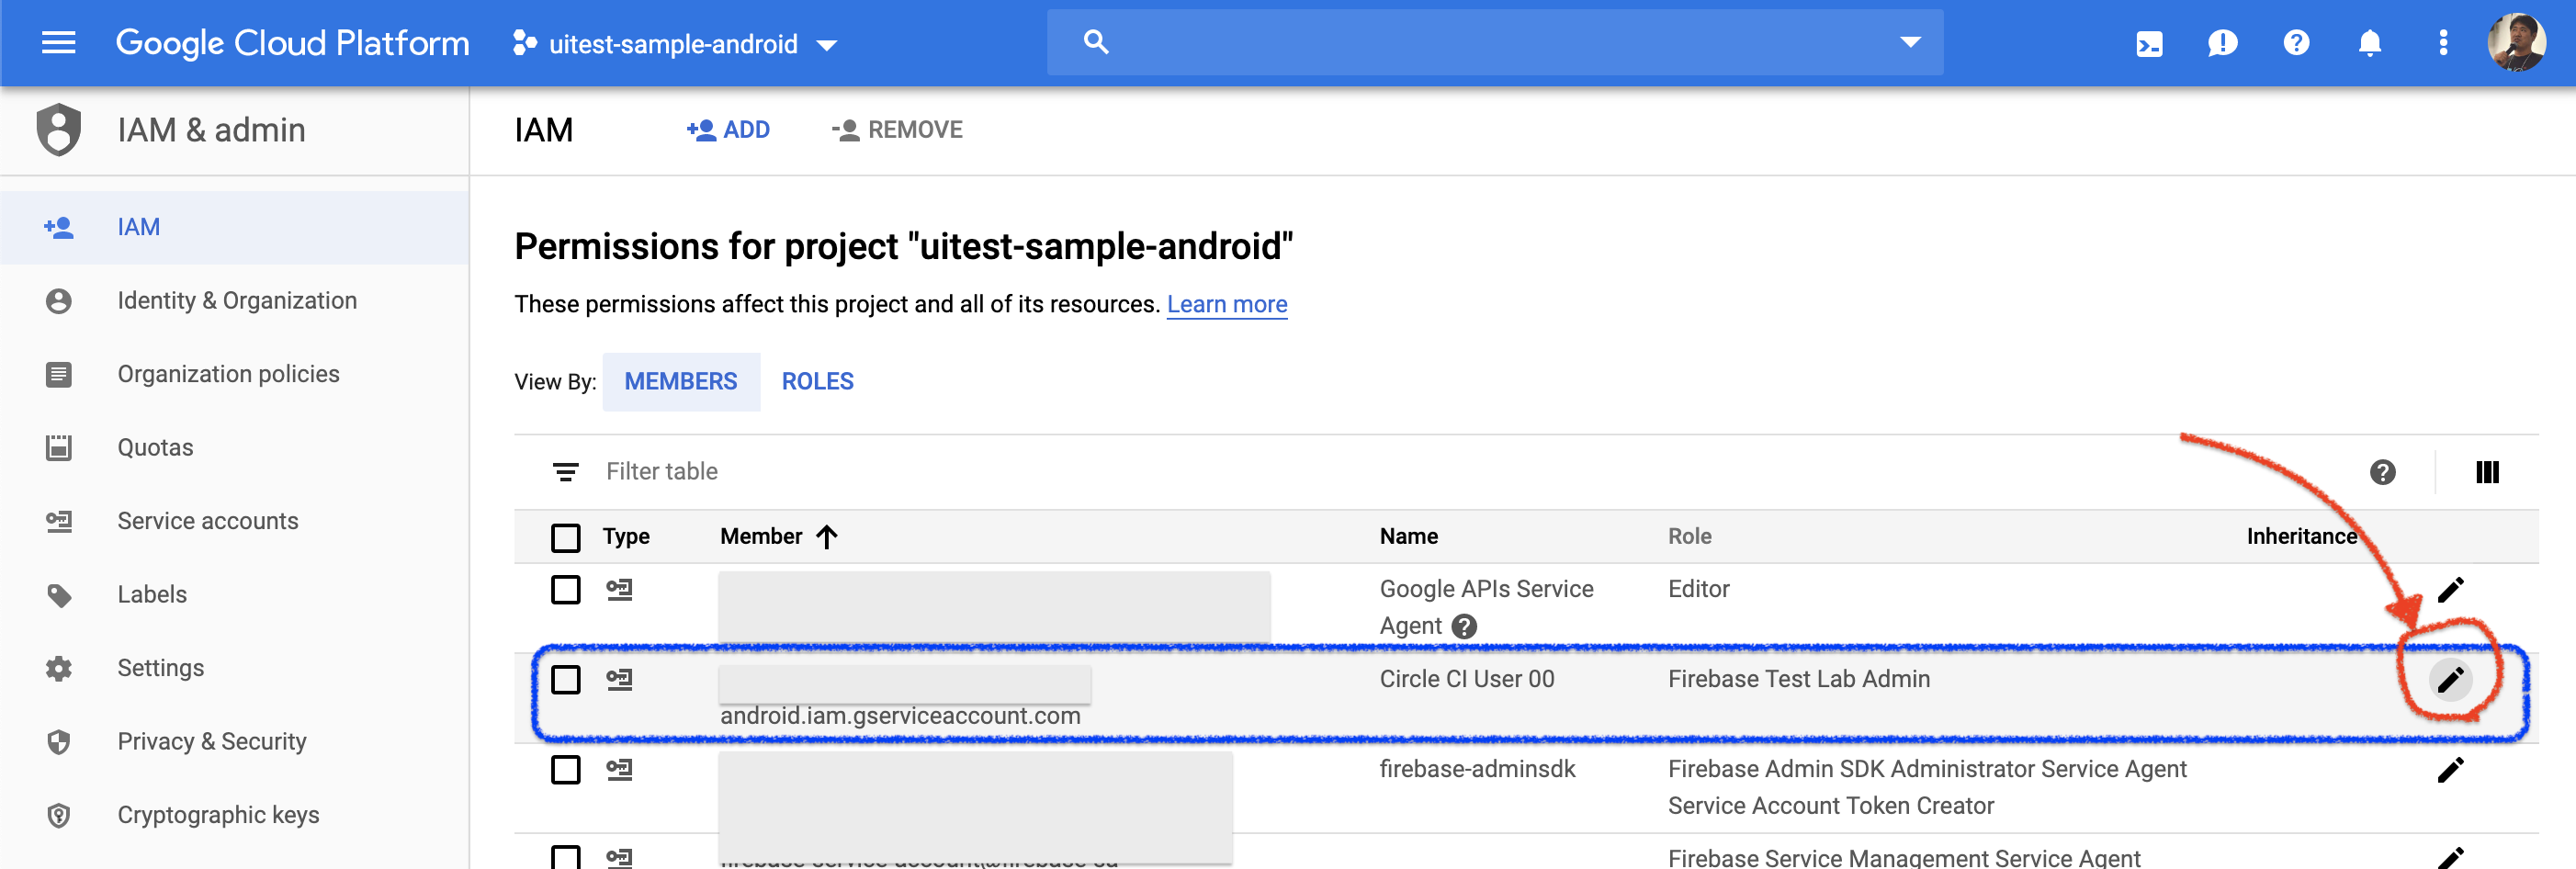 Google Cloud Platform
uitest-sample-android
IAM & admin
IAM
Identity & Organization
Organization policies
Quotas
Service accounts
Labels
Settings
Privacy & Security
Cryptographic keys
IAM
ADD
REMOVE
Permissions for project "uitest-sample-android"
These permissions affect this project and all of its resources. Learn more
View By: MEMBERS ROLES
Filter table
Type Member Name Role Inheritance
Google APIs Service Editor
Agent
Circle CI User 00 Firebase Test Lab Admin
android.iam.gserviceaccount.com
firebase-adminsdk Firebase Admin SDK Administrator Service Agent
Service Account Token Creator
Firebase Service Management Service Agent